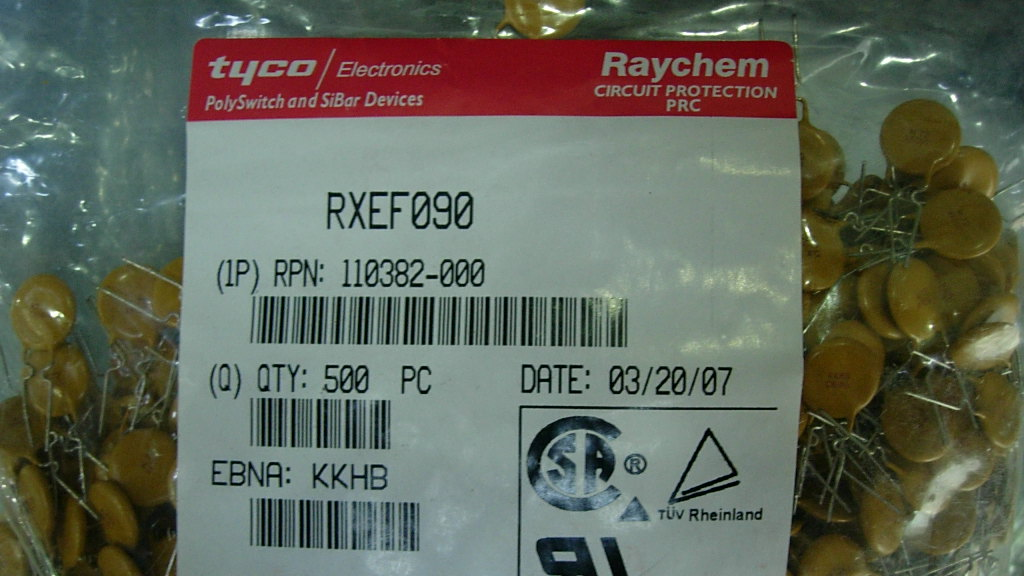 tyco / Electronics
PolySwitch and SiBar Devices
Raychem
CIRCUIT PROTECTION
PRC
RXEF090
(1P) RPN: 110382-000
(Q) QTY: 500 PC
DATE: 03/20/07
EBNA: KKHB
CSA ®
TÜV Rheinland